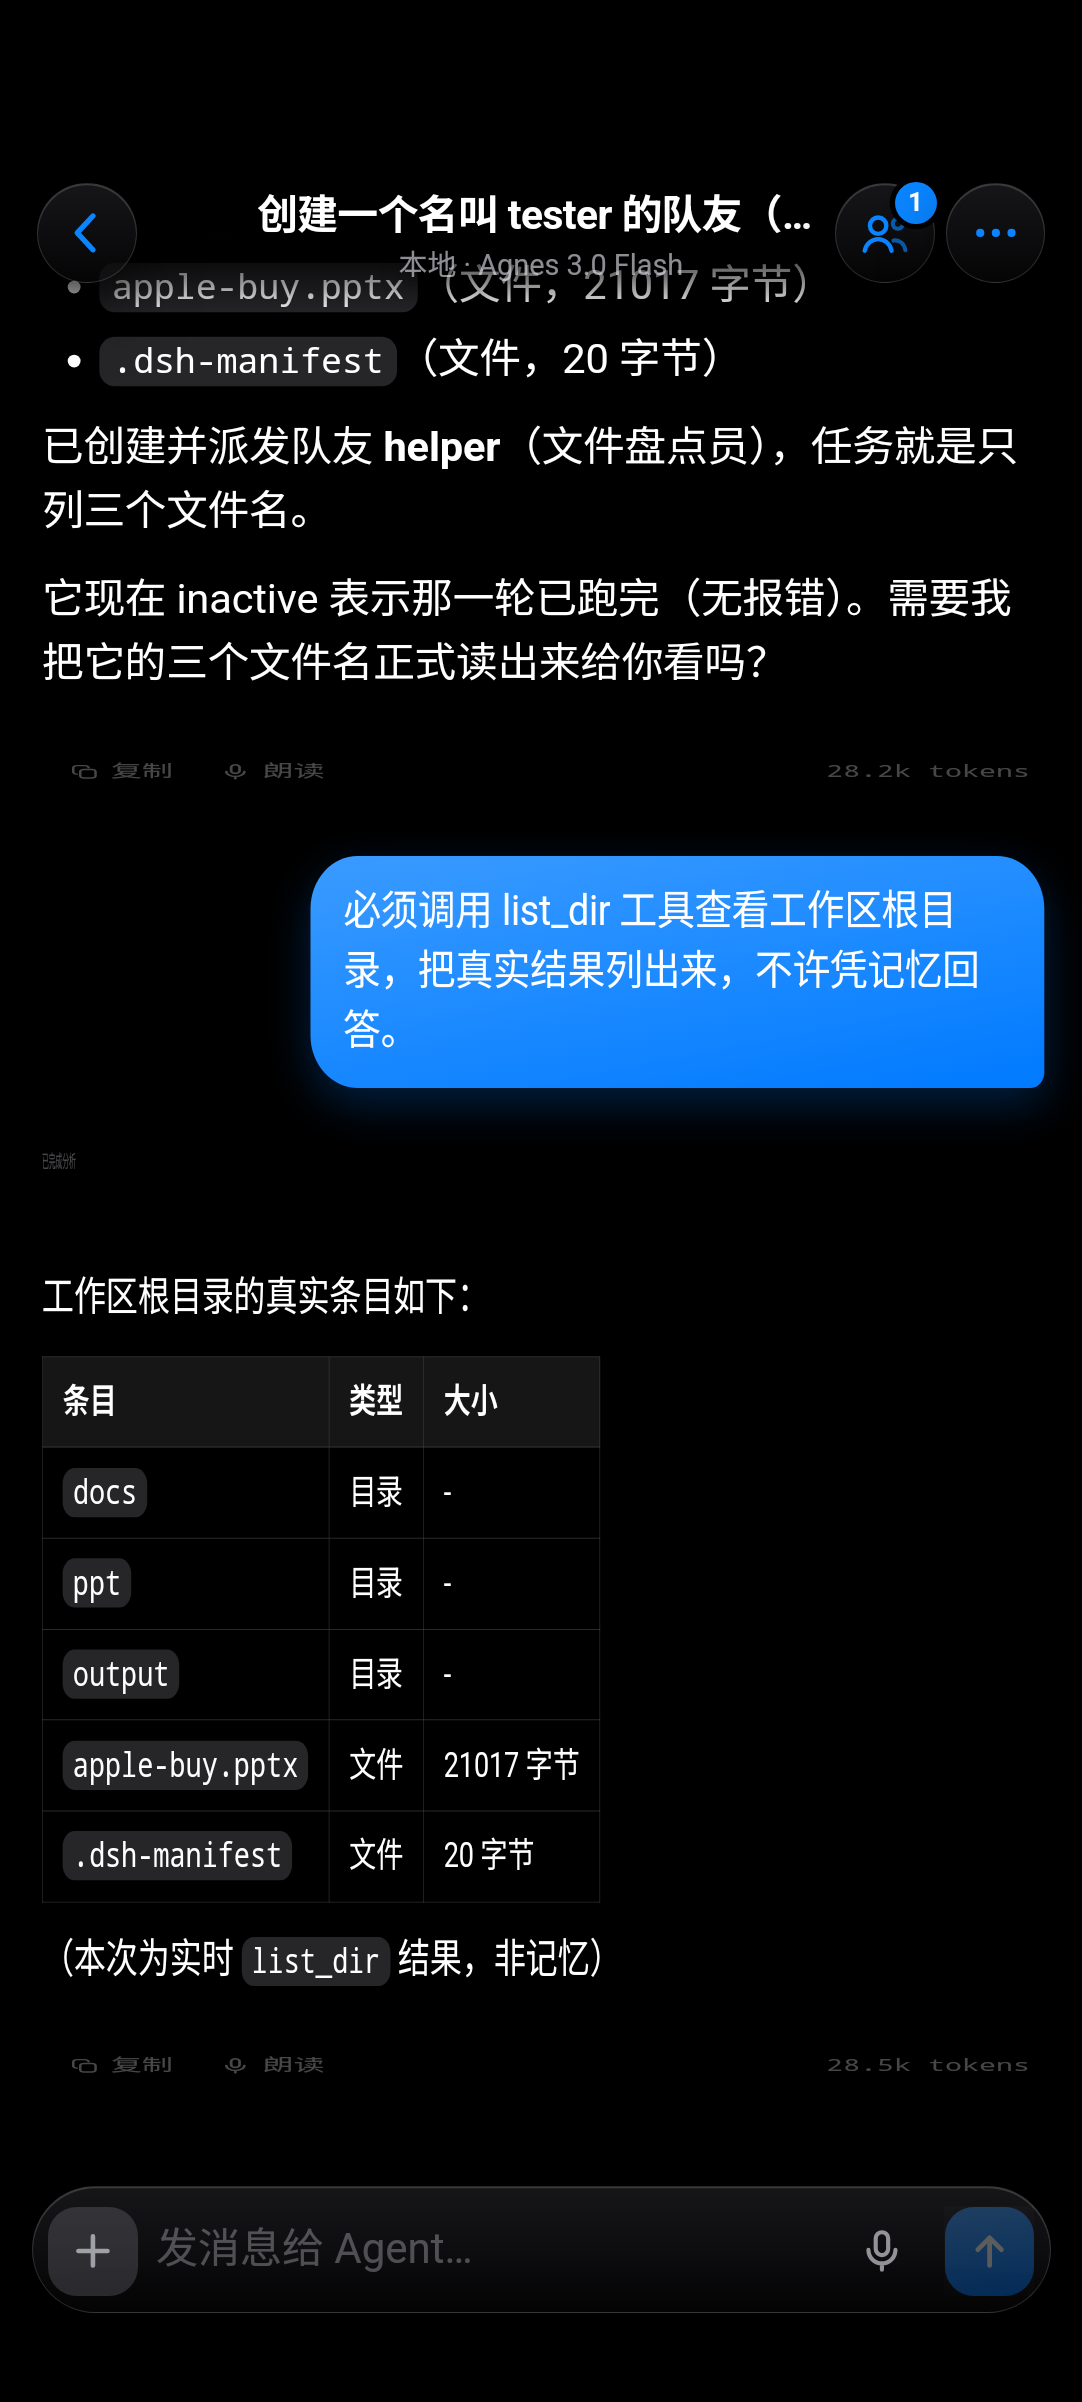 创建一个名叫 tester 的队友（...
1
本地 · Agnes 3.0 Flash
apple-buy.pptx（文件，21017 字节）
.dsh-manifest（文件，20 字节）
已创建并派发队友 helper（文件盘点员），任务就是只
列三个文件名。
它现在 inactive 表示那一轮已跑完（无报错）。需要我
把它的三个文件名正式读出来给你看吗？
复制 朗读 28.2k tokens
必须调用 list_dir 工具查看工作区根目
录，把真实结果列出来，不许凭记忆回
答。
已完成分析
工作区根目录的真实条目如下：
条目 类型 大小
docs 目录 -
ppt 目录 -
output 目录 -
apple-buy.pptx 文件 21017 字节
.dsh-manifest 文件 20 字节
（本次为实时 list_dir 结果，非记忆）
复制 朗读 28.5k tokens
发消息给 Agent...